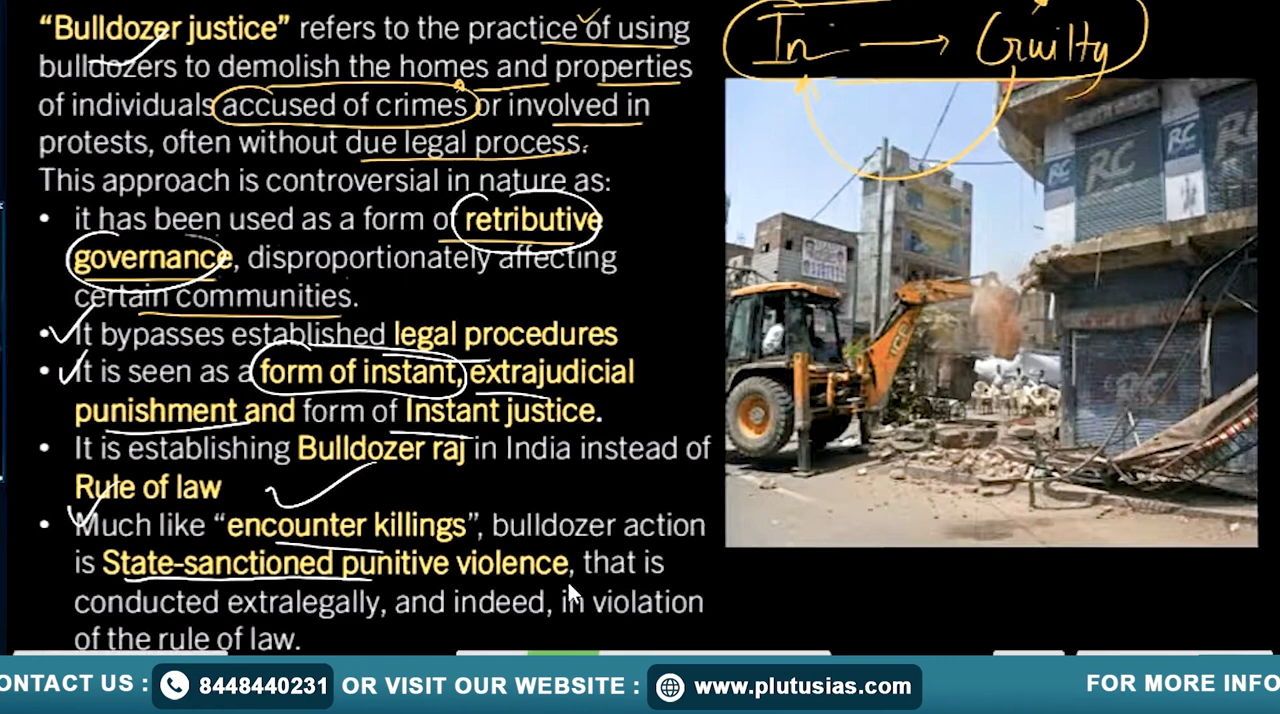 “Bulldozer justice” refers to the practice of using
bulldozers to demolish the homes and properties
of individuals accused of crimes or involved in
protests, often without due legal process.
This approach is controversial in nature as:
• it has been used as a form of retributive
governance, disproportionately affecting
certain communities.
• It bypasses established legal procedures
• It is seen as a form of instant, extrajudicial
punishment and form of Instant justice.
• It is establishing Bulldozer raj in India instead of
Rule of law
• Much like “encounter killings”, bulldozer action
is State-sanctioned punitive violence, that is
conducted extralegally, and indeed, in violation
of the rule of law.
In → Guilty
RC
RC
RC
RC
JCB
ONTACT US : 8448440231 OR VISIT OUR WEBSITE : www.plutusias.com FOR MORE INFO